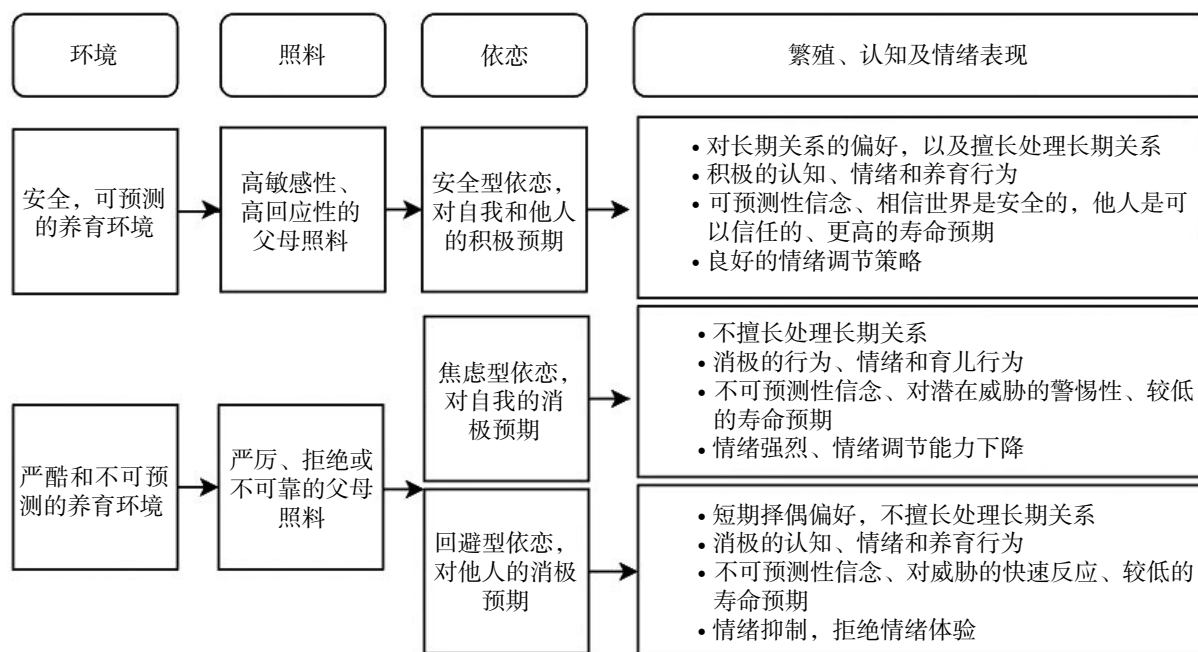 环境
照料
依恋
繁殖、认知及情绪表现
安全，可预测
的养育环境
高敏感性、
高回应性的
父母照料
安全型依恋，
对自我和他人
的积极预期
• 对长期关系的偏好，以及擅长处理长期关系
• 积极的认知、情绪和养育行为
• 可预测性信念、相信世界是安全的，他人是可
以信任的、更高的寿命预期
• 良好的情绪调节策略
严酷和不可预
测的养育环境
严厉、拒绝或
不可靠的父母
照料
焦虑型依恋，
对自我的消
极预期
• 不擅长处理长期关系
• 消极的行为、情绪和育儿行为
• 不可预测性信念、对潜在威胁的警惕性、较低
的寿命预期
• 情绪强烈、情绪调节能力下降
回避型依恋，
对他人的消极
预期
• 短期择偶偏好，不擅长处理长期关系
• 消极的认知、情绪和养育行为
• 不可预测性信念、对威胁的快速反应、较低的
寿命预期
• 情绪抑制，拒绝情绪体验